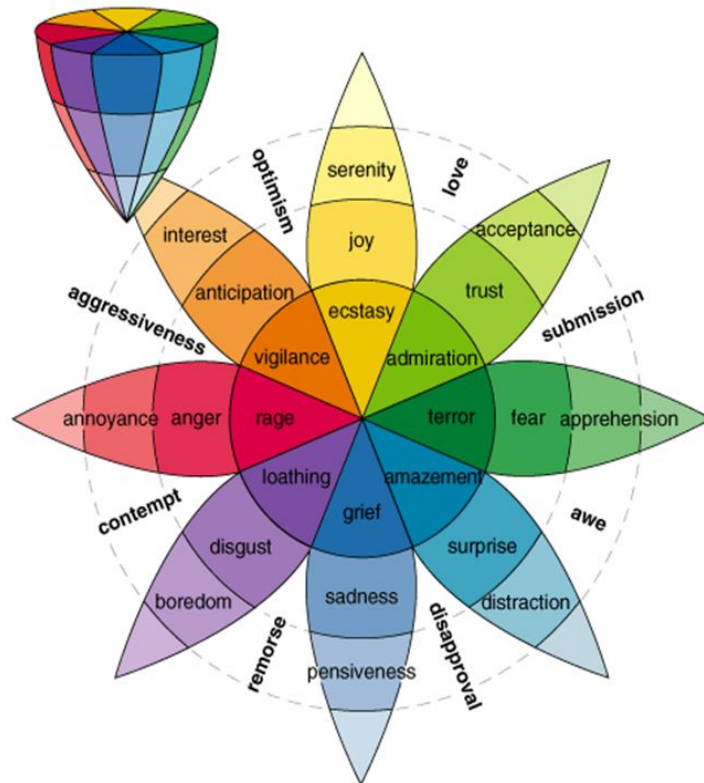 optimism
serenity
love
interest
acceptance
joy
anticipation
trust
aggressiveness
ecstasy
submission
vigilance
admiration
annoyance
anger
rage
terror
fear
apprehension
loathing
amazement
contempt
grief
awe
disgust
surprise
boredom
sadness
distraction
remorse
disapproval
pensiveness